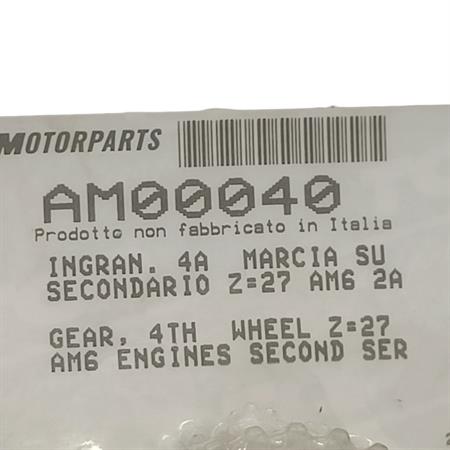 MOTORPARTS
AM00040
Prodotto non fabbricato in Italia
INGRAN. 4A MARCIA SU
SECONDARIO Z=27 AM6 2A
GEAR, 4TH WHEEL Z=27
AM6 ENGINES SECOND SER